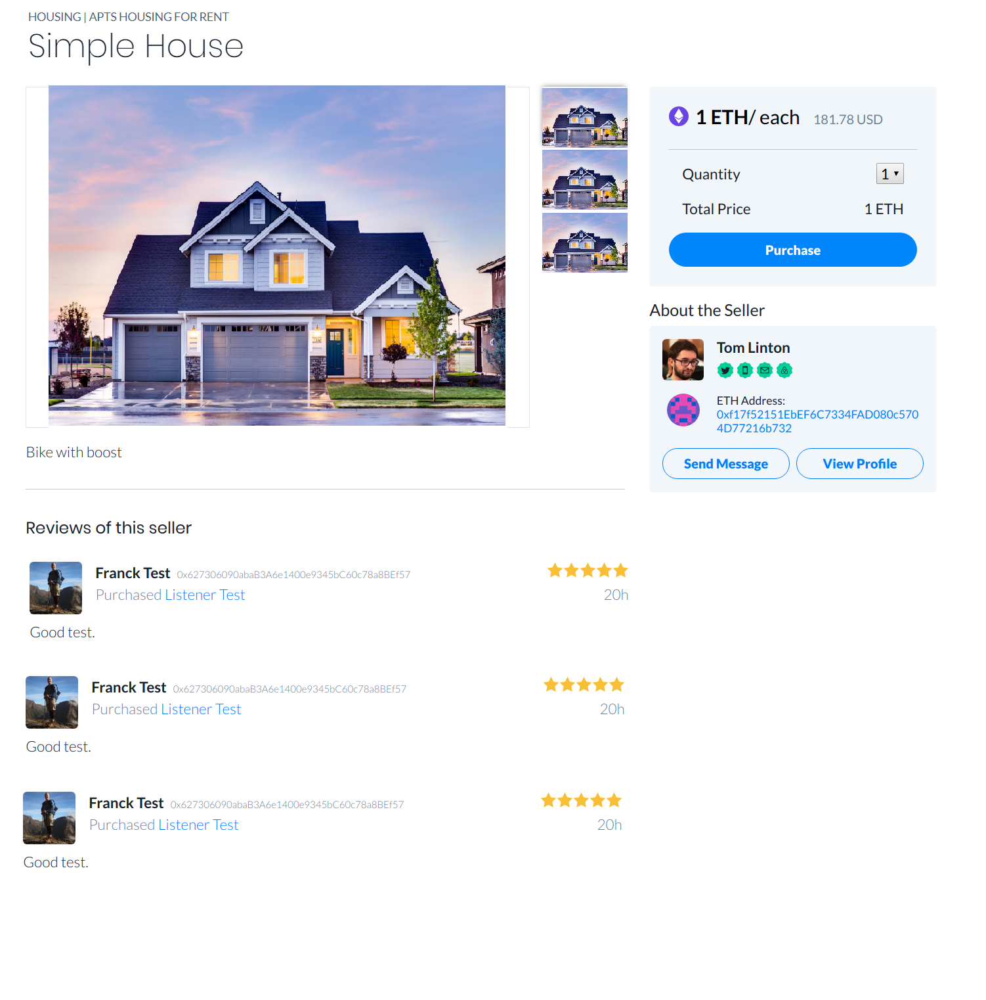 HOUSING | APTS HOUSING FOR RENT
Simple House
1 ETH/ each 181.78 USD
Quantity 1
Total Price 1 ETH
Purchase
About the Seller
Tom Linton
ETH Address:
0xf17f52151EbEF6C7334FAD080c570
4D77216b732
Send Message View Profile
Bike with boost
Reviews of this seller
Franck Test 0x627306090abaB3A6e1400e9345bC60c78a8BEf57
Purchased Listener Test 20h
Good test.
Franck Test 0x627306090abaB3A6e1400e9345bC60c78a8BEf57
Purchased Listener Test 20h
Good test.
Franck Test 0x627306090abaB3A6e1400e9345bC60c78a8BEf57
Purchased Listener Test 20h
Good test.